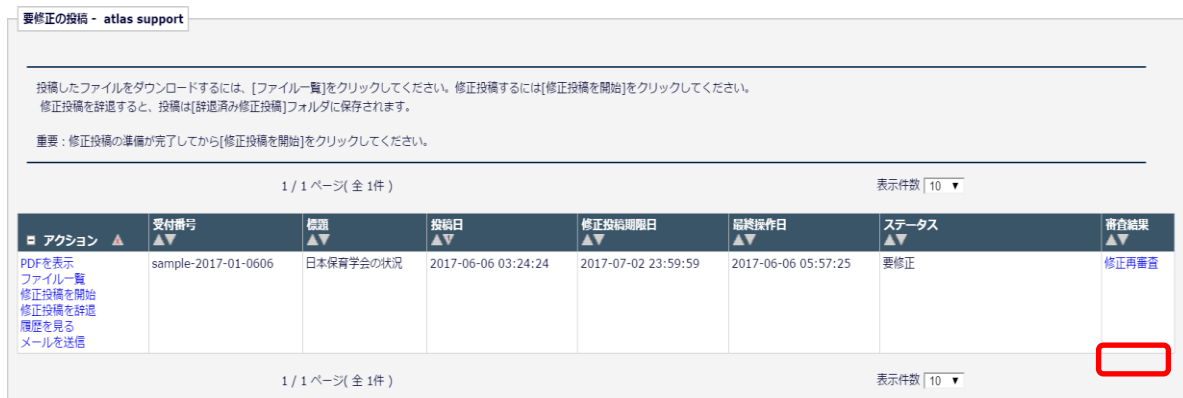 要修正の投稿 - atlas support
投稿したファイルをダウンロードするには、[ファイル一覧]をクリックしてください。修正投稿するには[修正投稿を開始]をクリックしてください。
修正投稿を辞退すると、投稿は[辞退済み修正投稿]フォルダに保存されます。
重要：修正投稿の準備が完了してから[修正投稿を開始]をクリックしてください。
1 / 1 ページ( 全 1件 ) 表示件数 10 ▼
アクション 受付番号 標題 投稿日 修正投稿期限日 最終操作日 ステータス 審査結果
PDFを表示 sample-2017-01-0606 日本保育学会の状況 2017-06-06 03:24:24 2017-07-02 23:59:59 2017-06-06 05:57:25 要修正 修正再審査
ファイル一覧
修正投稿を開始
修正投稿を辞退
履歴を見る
メールを送信
1 / 1 ページ( 全 1件 ) 表示件数 10 ▼